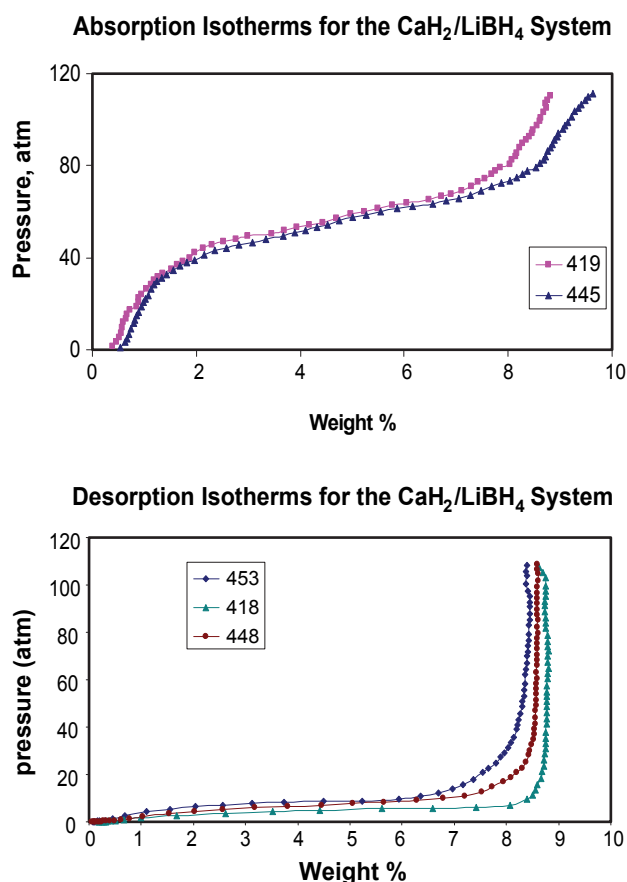 Absorption Isotherms for the CaH₂/LiBH₄ System
120
80
40
0
Pressure, atm
419
445
0 2 4 6 8 10
Weight %
Desorption Isotherms for the CaH₂/LiBH₄ System
120
100
80
60
40
20
0
pressure (atm)
453
418
448
0 1 2 3 4 5 6 7 8 9 10
Weight %